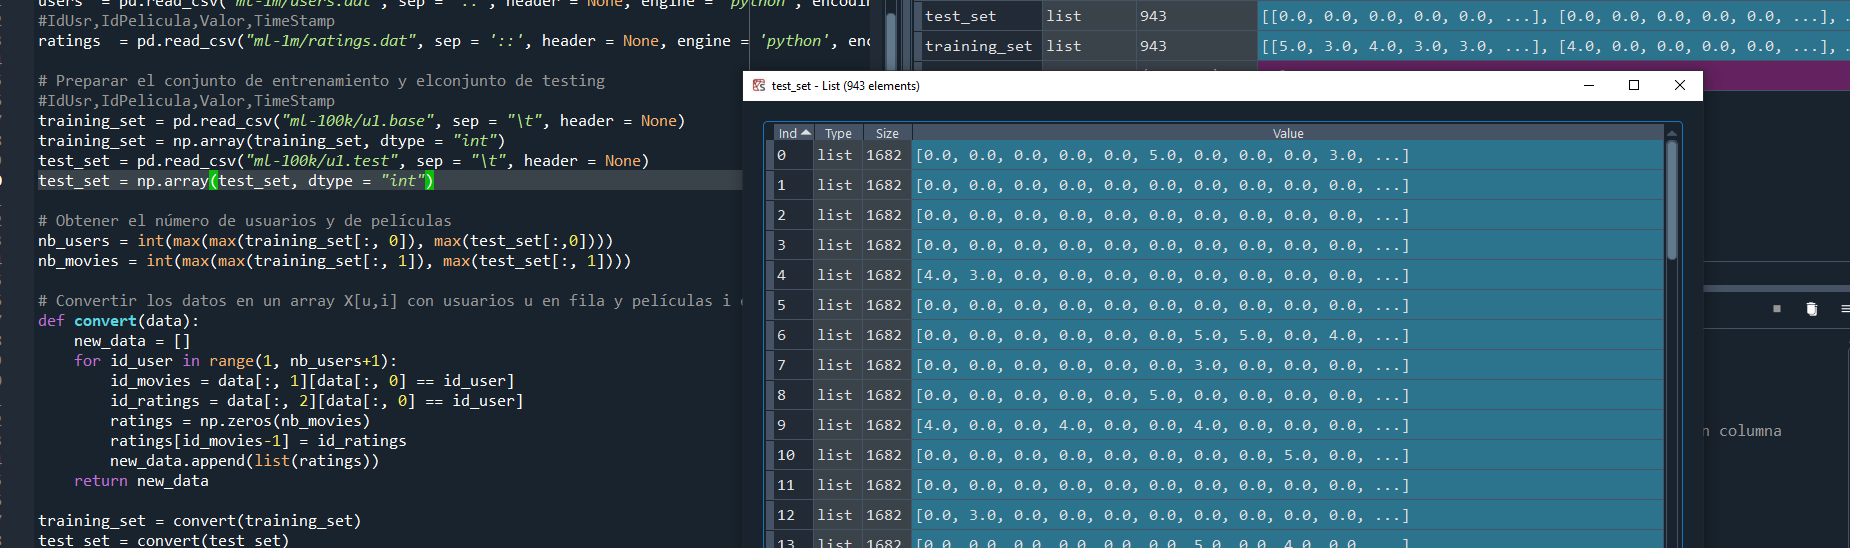 users  = pd.read_csv("ml-1m/users.dat", sep = '::', header = None, engine = 'python', encodin
#IdUsr,IdPelicula,Valor,TimeStamp
ratings  = pd.read_csv("ml-1m/ratings.dat", sep = '::', header = None, engine = 'python', enc
# Preparar el conjunto de entrenamiento y elconjunto de testing
#IdUsr,IdPelicula,Valor,TimeStamp
training_set = pd.read_csv("ml-100k/u1.base", sep = "\t", header = None)
training_set = np.array(training_set, dtype = "int")
test_set = pd.read_csv("ml-100k/u1.test", sep = "\t", header = None)
test_set = np.array(test_set, dtype = "int")
# Obtener el número de usuarios y de películas
nb_users = int(max(max(training_set[:, 0]), max(test_set[:,0])))
nb_movies = int(max(max(training_set[:, 1]), max(test_set[:, 1])))
# Convertir los datos en un array X[u,i] con usuarios u en fila y películas i
def convert(data):
    new_data = []
    for id_user in range(1, nb_users+1):
        id_movies = data[:, 1][data[:, 0] == id_user]
        id_ratings = data[:, 2][data[:, 0] == id_user]
        ratings = np.zeros(nb_movies)
        ratings[id_movies-1] = id_ratings
        new_data.append(list(ratings))
    return new_data
training_set = convert(training_set)
test_set = convert(test_set)
test_set list 943 [[0.0, 0.0, 0.0, 0.0, 0.0, ...], [0.0, 0.0, 0.0, 0.0, 0.0, ...], .
training_set list 943 [[5.0, 3.0, 4.0, 3.0, 3.0, ...], [4.0, 0.0, 0.0, 0.0, 0.0, ...], .
test_set - List (943 elements)
Ind Type Size Value
0 list 1682 [0.0, 0.0, 0.0, 0.0, 0.0, 5.0, 0.0, 0.0, 0.0, 3.0, ...]
1 list 1682 [0.0, 0.0, 0.0, 0.0, 0.0, 0.0, 0.0, 0.0, 0.0, 0.0, ...]
2 list 1682 [0.0, 0.0, 0.0, 0.0, 0.0, 0.0, 0.0, 0.0, 0.0, 0.0, ...]
3 list 1682 [0.0, 0.0, 0.0, 0.0, 0.0, 0.0, 0.0, 0.0, 0.0, 0.0, ...]
4 list 1682 [4.0, 3.0, 0.0, 0.0, 0.0, 0.0, 0.0, 0.0, 0.0, 0.0, ...]
5 list 1682 [0.0, 0.0, 0.0, 0.0, 0.0, 0.0, 0.0, 0.0, 0.0, 0.0, ...]
6 list 1682 [0.0, 0.0, 0.0, 0.0, 0.0, 0.0, 5.0, 5.0, 0.0, 4.0, ...]
7 list 1682 [0.0, 0.0, 0.0, 0.0, 0.0, 0.0, 3.0, 0.0, 0.0, 0.0, ...]
8 list 1682 [0.0, 0.0, 0.0, 0.0, 0.0, 5.0, 0.0, 0.0, 0.0, 0.0, ...]
9 list 1682 [4.0, 0.0, 0.0, 4.0, 0.0, 0.0, 4.0, 0.0, 0.0, 0.0, ...]
10 list 1682 [0.0, 0.0, 0.0, 0.0, 0.0, 0.0, 0.0, 0.0, 5.0, 0.0, ...]
11 list 1682 [0.0, 0.0, 0.0, 0.0, 0.0, 0.0, 0.0, 0.0, 0.0, 0.0, ...]
12 list 1682 [0.0, 3.0, 0.0, 0.0, 0.0, 0.0, 0.0, 0.0, 0.0, 0.0, ...]
13 list 1682 [0.0, 0.0, 0.0, 0.0, 0.0, 0.0, 5.0, 0.0, 4.0, 0.0, ...]
n columna